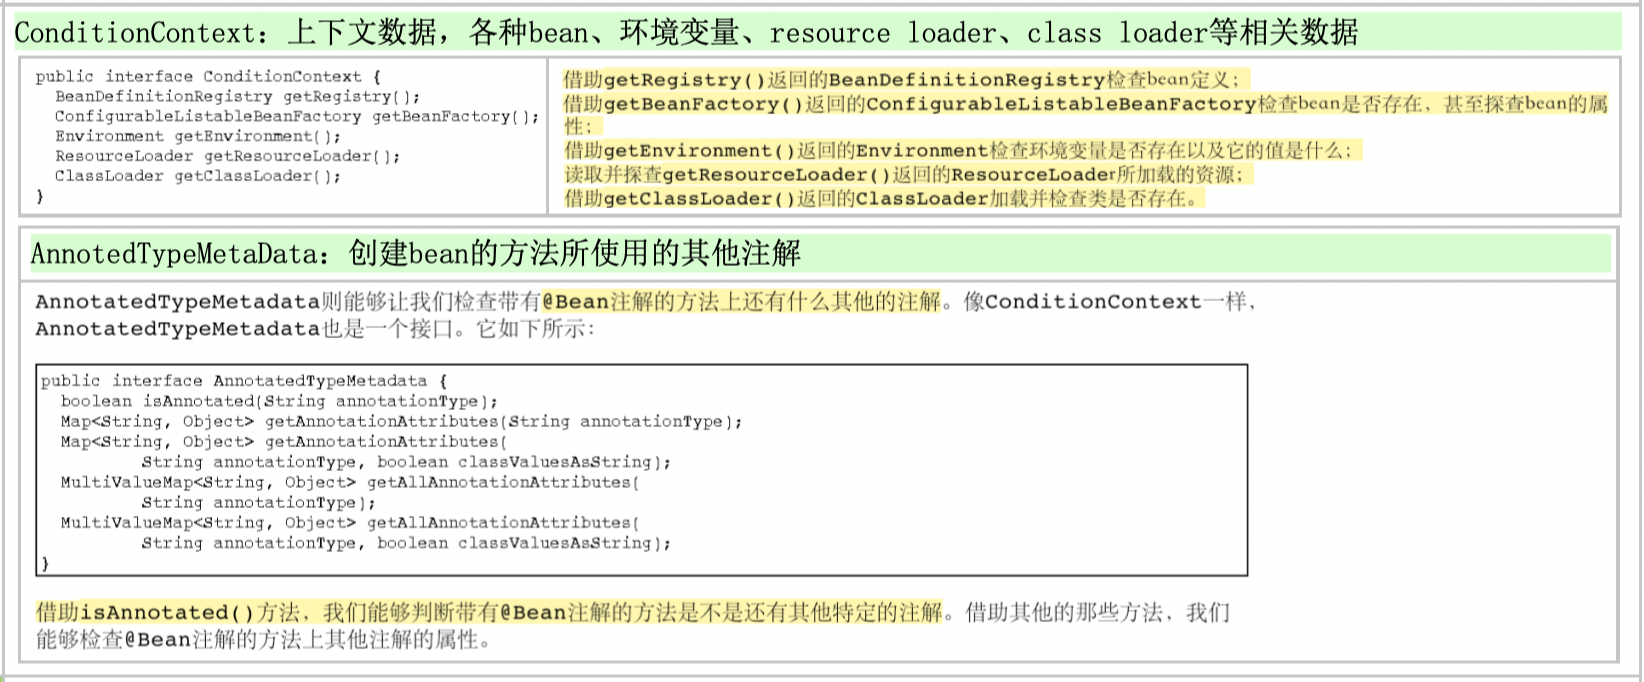 ConditionContext：上下文数据，各种bean、环境变量、resource loader、class loader等相关数据
public interface ConditionContext {
BeanDefinitionRegistry getRegistry();
ConfigurableListableBeanFactory getBeanFactory();
Environment getEnvironment();
ResourceLoader getResourceLoader();
ClassLoader getClassLoader();
}
借助getRegistry()返回的BeanDefinitionRegistry检查bean定义；
借助getBeanFactory()返回的ConfigurableListableBeanFactory检查bean是否存在，甚至探查bean的属
性；
借助getEnvironment()返回的Environment检查环境变量是否存在以及它的值是什么；
读取并探查getResourceLoader()返回的ResourceLoader所加载的资源；
借助getClassLoader()返回的ClassLoader加载并检查类是否存在。
AnnotedTypeMetaData：创建bean的方法所使用的其他注解
AnnotatedTypeMetadata则能够让我们检查带有@Bean注解的方法上还有什么其他的注解。像ConditionContext一样，
AnnotatedTypeMetadata也是一个接口。它如下所示：
public interface AnnotatedTypeMetadata {
boolean isAnnotated(String annotationType);
Map<String, Object> getAnnotationAttributes(String annotationType);
Map<String, Object> getAnnotationAttributes(
String annotationType, boolean classValuesAsString);
MultiValueMap<String, Object> getAllAnnotationAttributes(
String annotationType);
MultiValueMap<String, Object> getAllAnnotationAttributes(
String annotationType, boolean classValuesAsString);
}
借助isAnnotated()方法，我们能够判断带有@Bean注解的方法是不是还有其他特定的注解。借助其他的那些方法，我们
能够检查@Bean注解的方法上其他注解的属性。